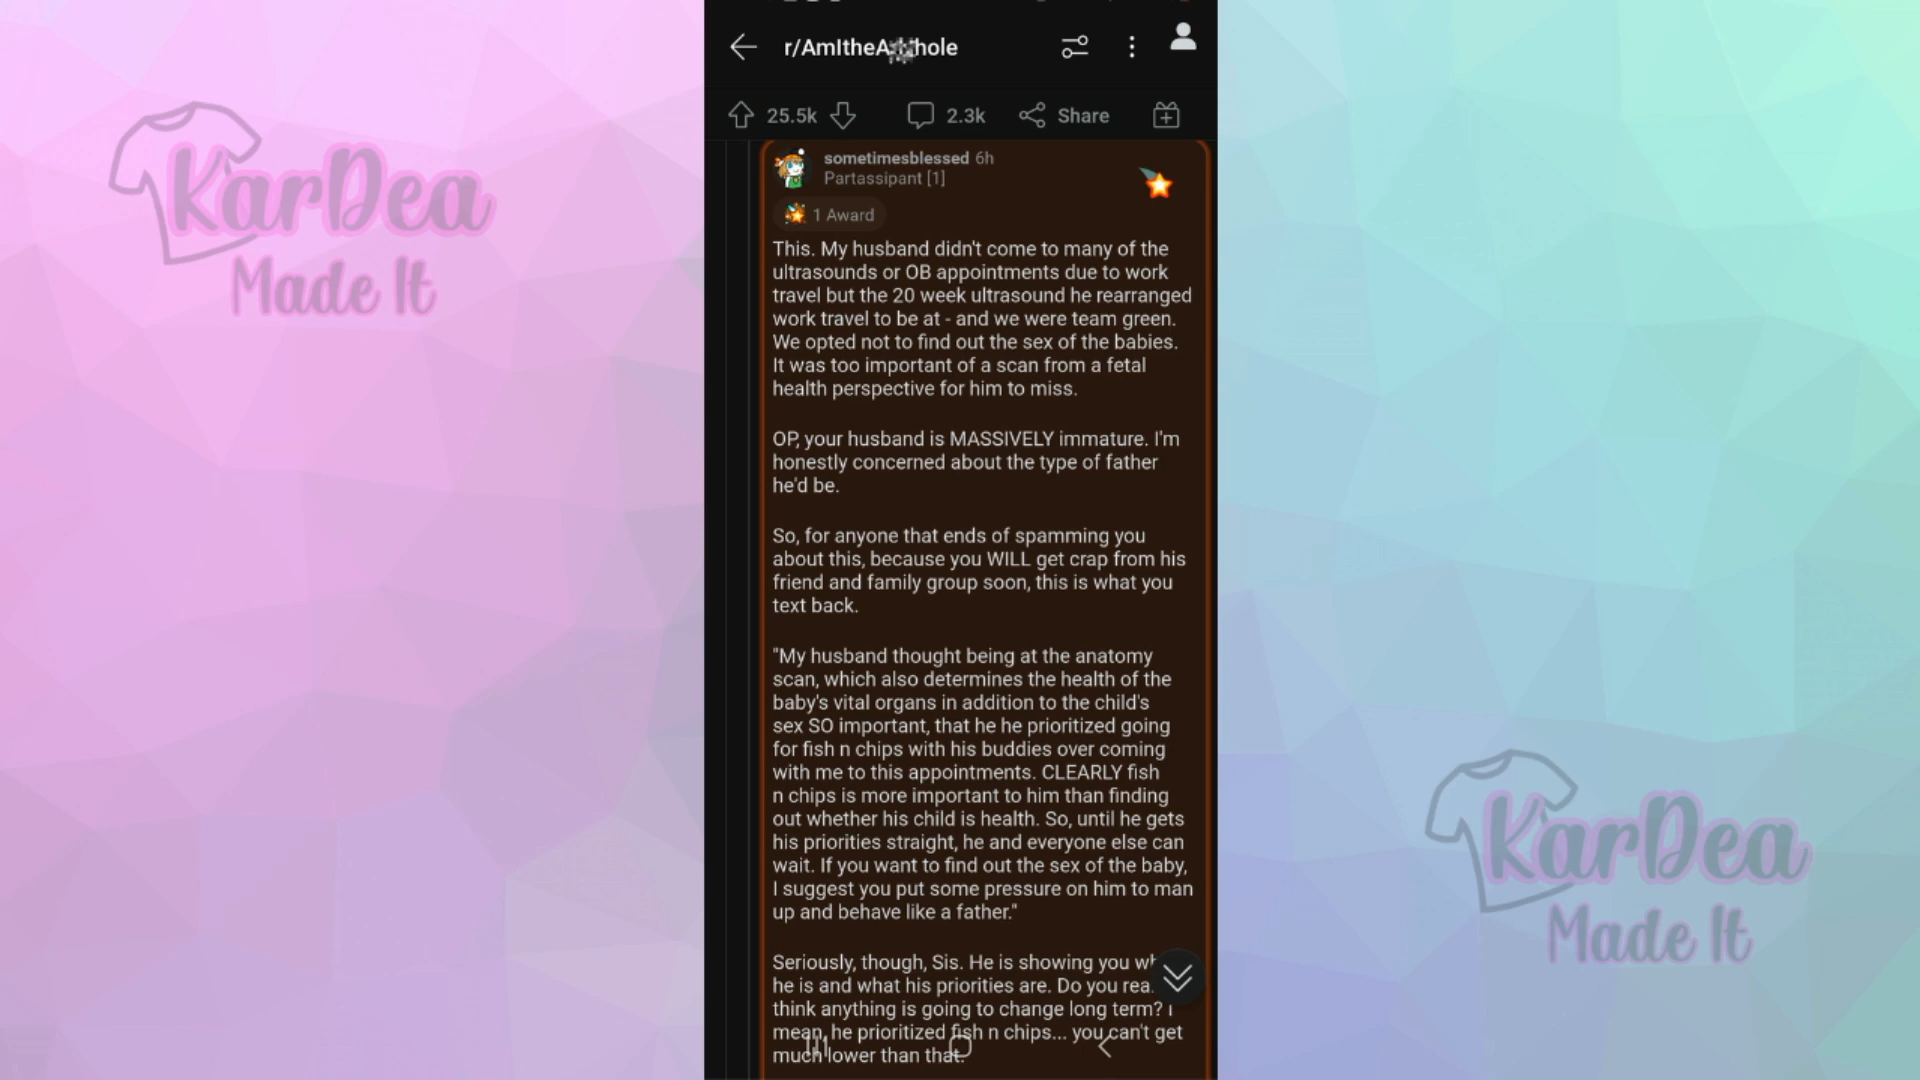 r/AmItheA hole
25.5k 2.3k Share
sometimesblessed 6h
Partassipant [1]
1 Award
This. My husband didn't come to many of the
ultrasounds or OB appointments due to work
travel but the 20 week ultrasound he rearranged
work travel to be at - and we were team green.
We opted not to find out the sex of the babies.
It was too important of a scan from a fetal
health perspective for him to miss.
OP, your husband is MASSIVELY immature. I'm
honestly concerned about the type of father
he'd be.
So, for anyone that ends of spamming you
about this, because you WILL get crap from his
friend and family group soon, this is what you
text back.
"My husband thought being at the anatomy
scan, which also determines the health of the
baby's vital organs in addition to the child's
sex SO important, that he he prioritized going
for fish n chips with his buddies over coming
with me to this appointments. CLEARLY fish
n chips is more important to him than finding
out whether his child is health. So, until he gets
his priorities straight, he and everyone else can
wait. If you want to find out the sex of the baby,
I suggest you put some pressure on him to man
up and behave like a father."
Seriously, though, Sis. He is showing you
he is and what his priorities are. Do you
think anything is going to change long term? I
mean, he prioritized fish n chips... you can't get
much lower than that.
KarDea
Made It
KarDea
Made It